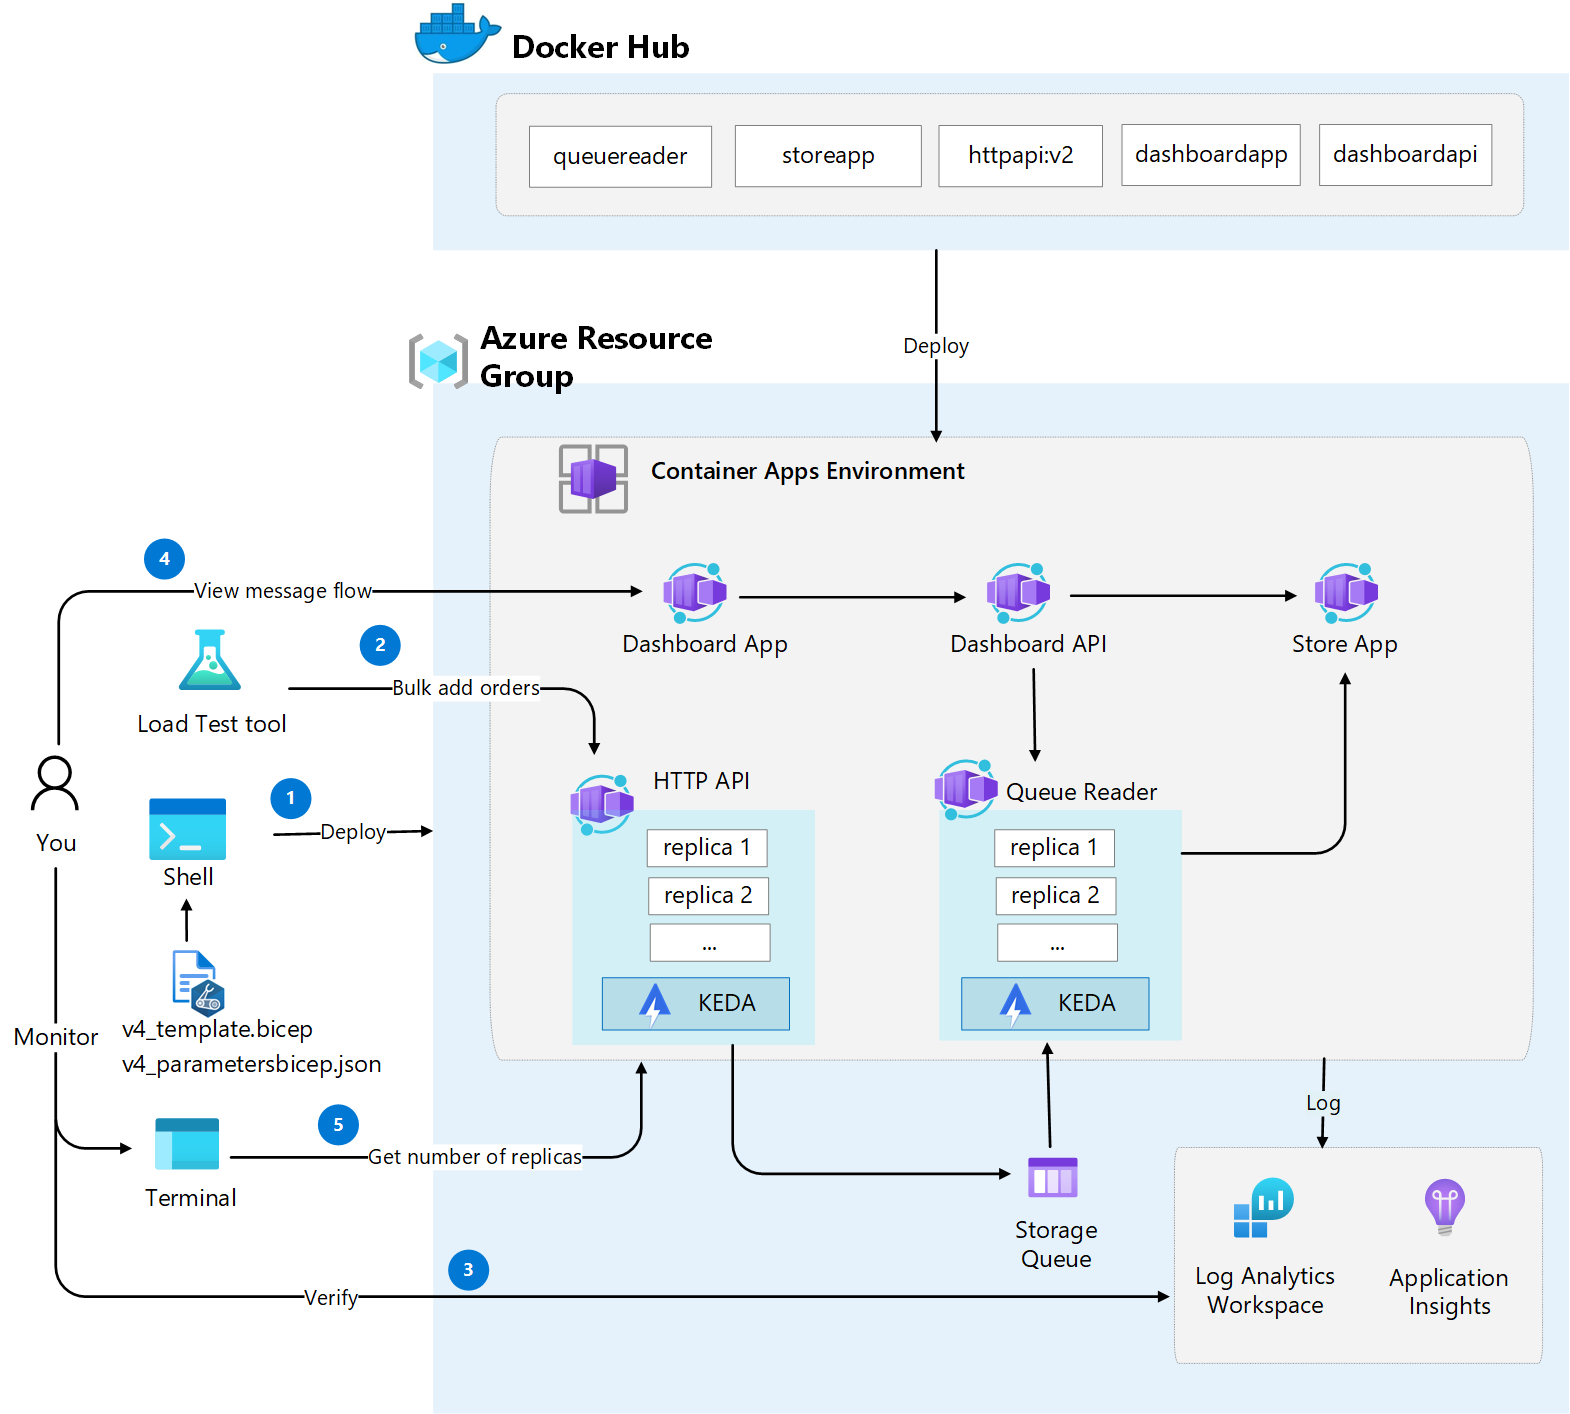 Docker Hub
queuereader
storeapp
httpapi:v2
dashboardapp
dashboardapi
Deploy
Azure Resource
Group
Container Apps Environment
4
View message flow
Dashboard App
Dashboard API
Store App
2
Bulk add orders
Load Test tool
HTTP API
Queue Reader
1
Deploy
You
Shell
replica 1
replica 2
...
KEDA
replica 1
replica 2
...
KEDA
v4_template.bicep
v4_parametersbicep.json
Monitor
5
Get number of replicas
Terminal
Log
Storage
Queue
3
Verify
Log Analytics
Workspace
Application
Insights